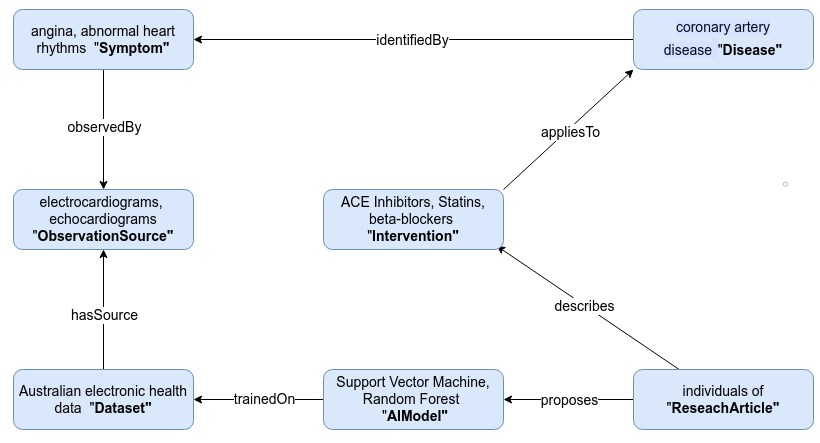 angina, abnormal heart
rhythms "Symptom"
identifiedBy
coronary artery
disease "Disease"
observedBy
appliesTo
electrocardiograms,
echocardiograms
"ObservationSource"
ACE Inhibitors, Statins,
beta-blockers
"Intervention"
hasSource
describes
Australian electronic health
data "Dataset"
trainedOn
Support Vector Machine,
Random Forest
"AIModel"
proposes
individuals of
"ReseachArticle"